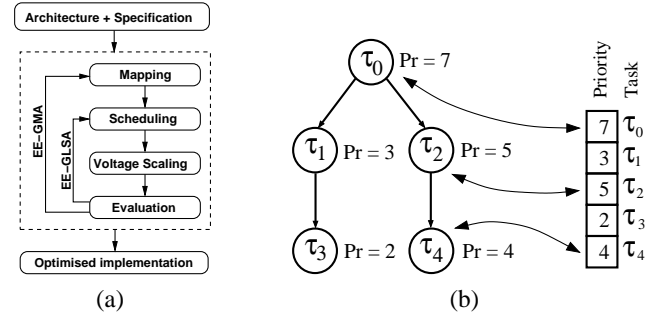 Architecture + Specification
Mapping
Scheduling
Voltage Scaling
Evaluation
EE-GMA
EE-GLSA
Optimised implementation
(a)
τ0 Pr = 7
τ1 Pr = 3
τ2 Pr = 5
τ3 Pr = 2
τ4 Pr = 4
Priority Task
7 τ0
3 τ1
5 τ2
2 τ3
4 τ4
(b)